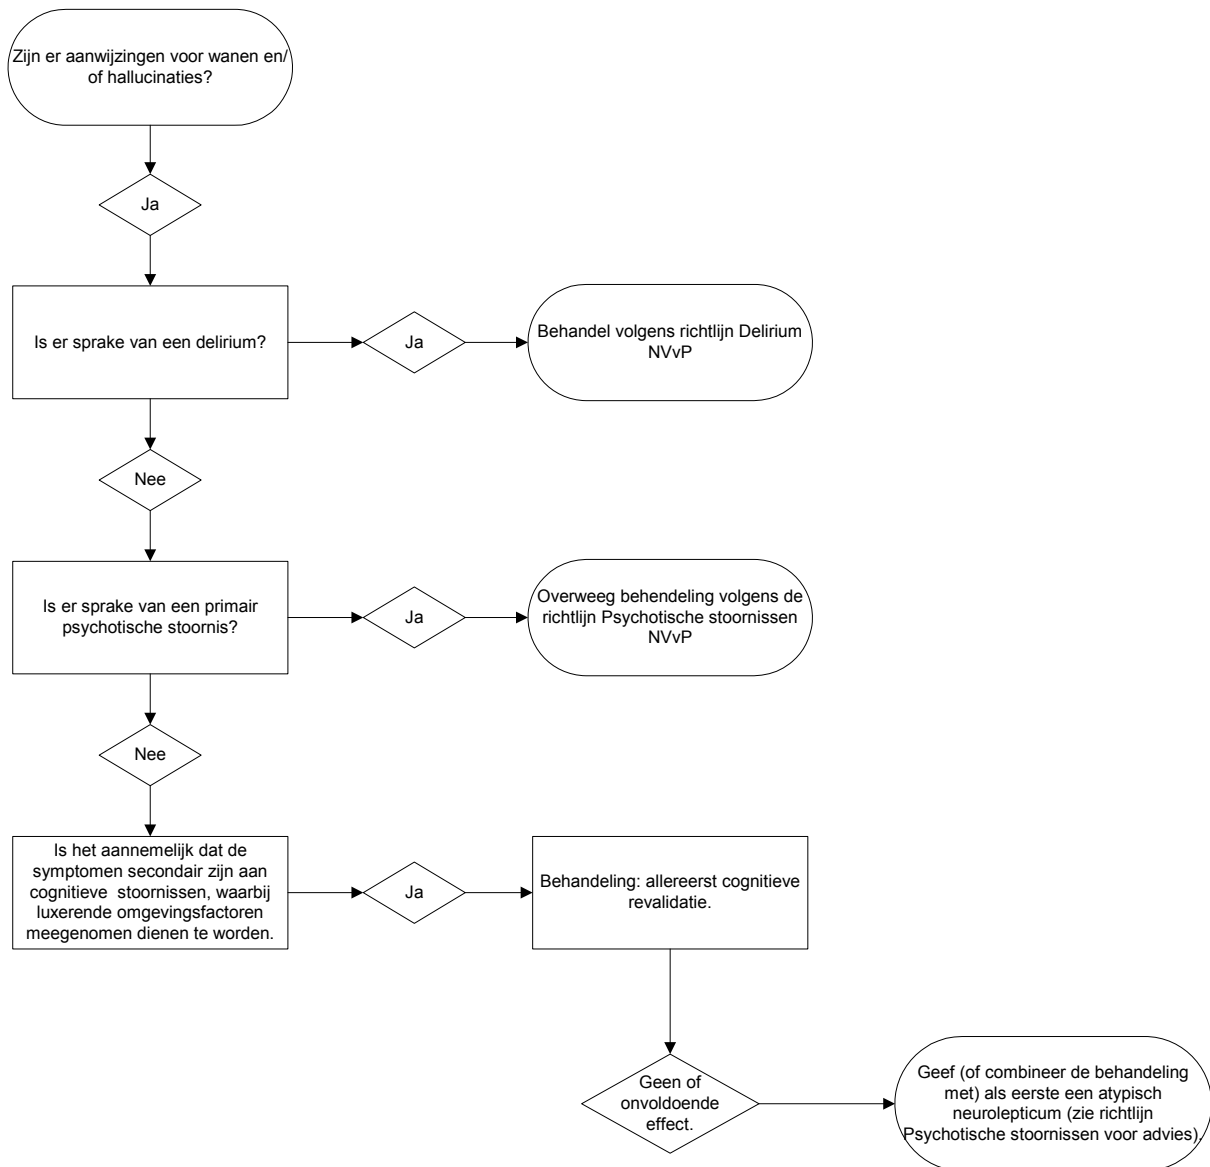 Zijn er aanwijzingen voor wanen en/
of hallucinaties?
Ja
Is er sprake van een delirium?
Ja
Behandel volgens richtlijn Delirium
NVvP
Nee
Is er sprake van een primair
psychotische stoornis?
Ja
Overweeg behendeling volgens de
richtlijn Psychotische stoornissen
NVvP
Nee
Is het aannemelijk dat de
symptomen secondair zijn aan
cognitieve stoornissen, waarbij
luxerende omgevingsfactoren
meegenomen dienen te worden.
Ja
Behandeling: allereerst cognitieve
revalidatie.
Geen of
onvoldoende
effect.
Geef (of combineer de behandeling
met) als eerste een atypisch
neurolepticum (zie richtlijn
Psychotische stoornissen voor advies).